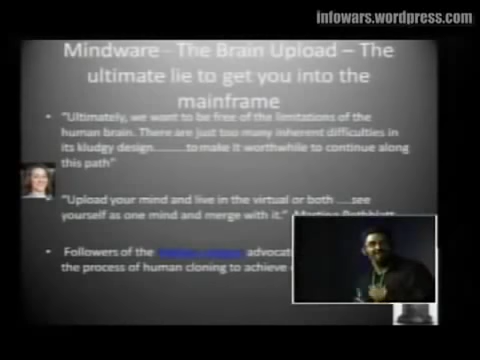 infowars.wordpress.com
Mindware - The Brain Upload – The
ultimate lie to get you into the
mainframe
• "Ultimately, we want to be free of the limitations of the
human brain. There are just too many inherent difficulties in
its kludgy design..........to make it worthwhile to continue along
this path"
"Upload your mind and live in the virtual or both ....see
yourself as one mind and merge with it." Martine Rothblatt
• Followers of the advocat
the process of human cloning to achieve